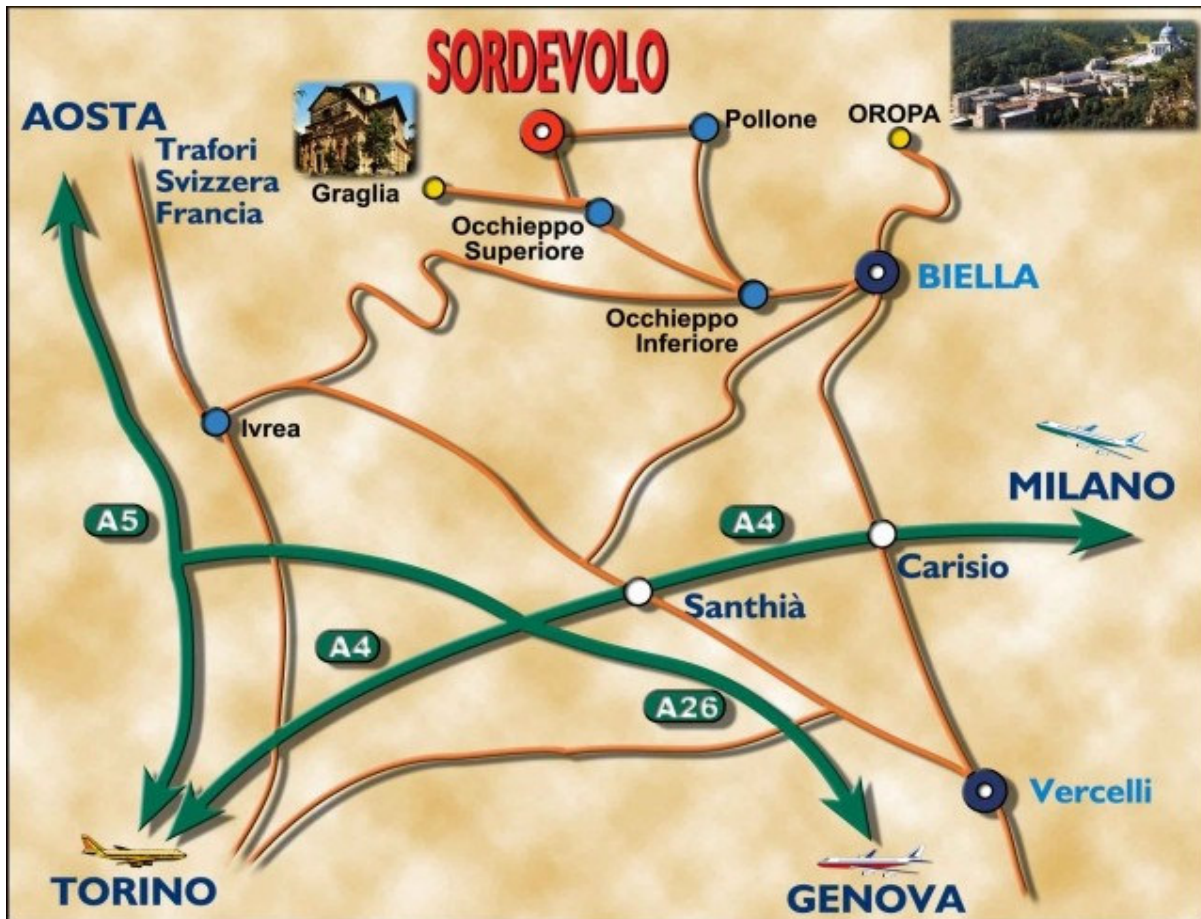 SORDEVOLO
AOSTA
Trafori
Svizzera
Francia
Graglia
Pollone
OROPA
Occhieppo
Superiore
BIELLA
Occhieppo
Inferiore
Ivrea
MILANO
A5
A4
Carisio
Santhià
A4
A26
Vercelli
TORINO
GENOVA